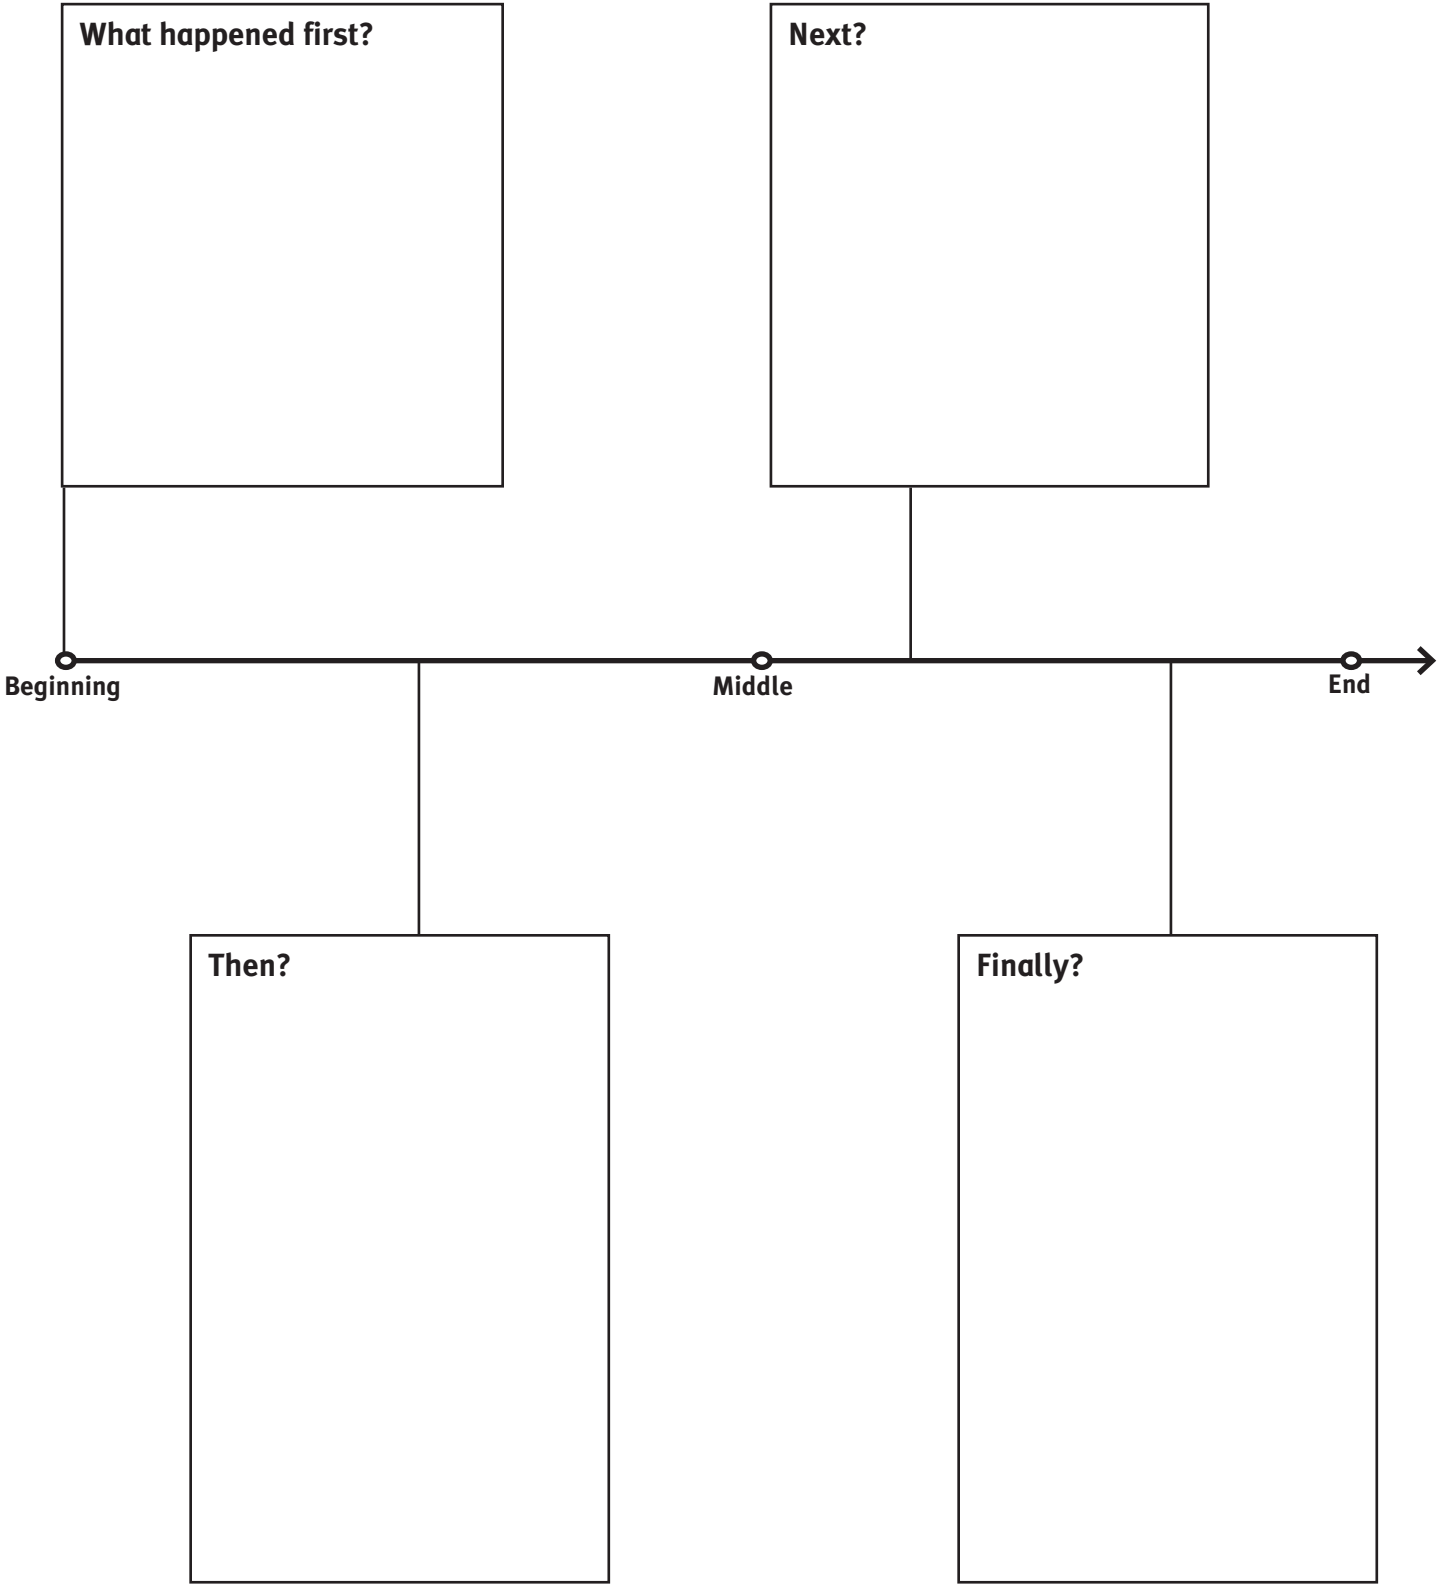 What happened first?
Next?
Beginning
Middle
End
Then?
Finally?